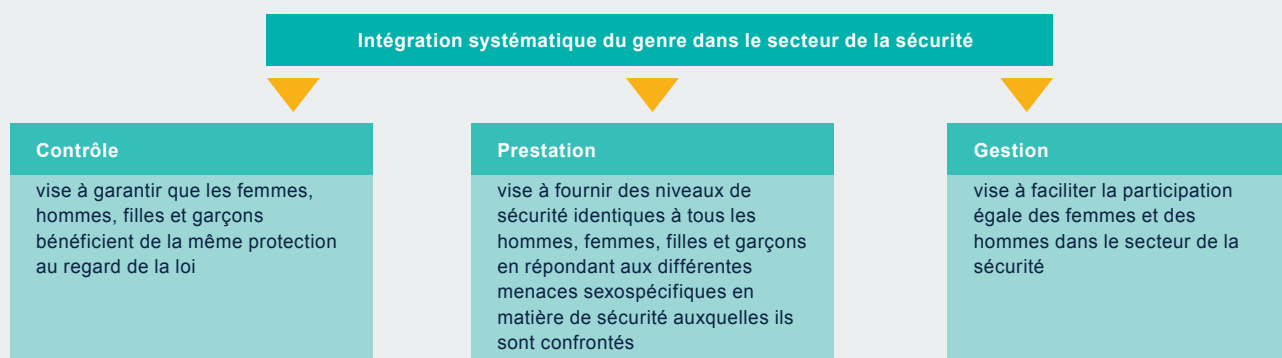 Intégration systématique du genre dans le secteur de la sécurité
Contrôle
vise à garantir que les femmes,
hommes, filles et garçons
bénéficient de la même protection
au regard de la loi
Prestation
vise à fournir des niveaux de
sécurité identiques à tous les
hommes, femmes, filles et garçons
en répondant aux différentes
menaces sexospécifiques en
matière de sécurité auxquelles ils
sont confrontés
Gestion
vise à faciliter la participation
égale des femmes et des
hommes dans le secteur de la
sécurité